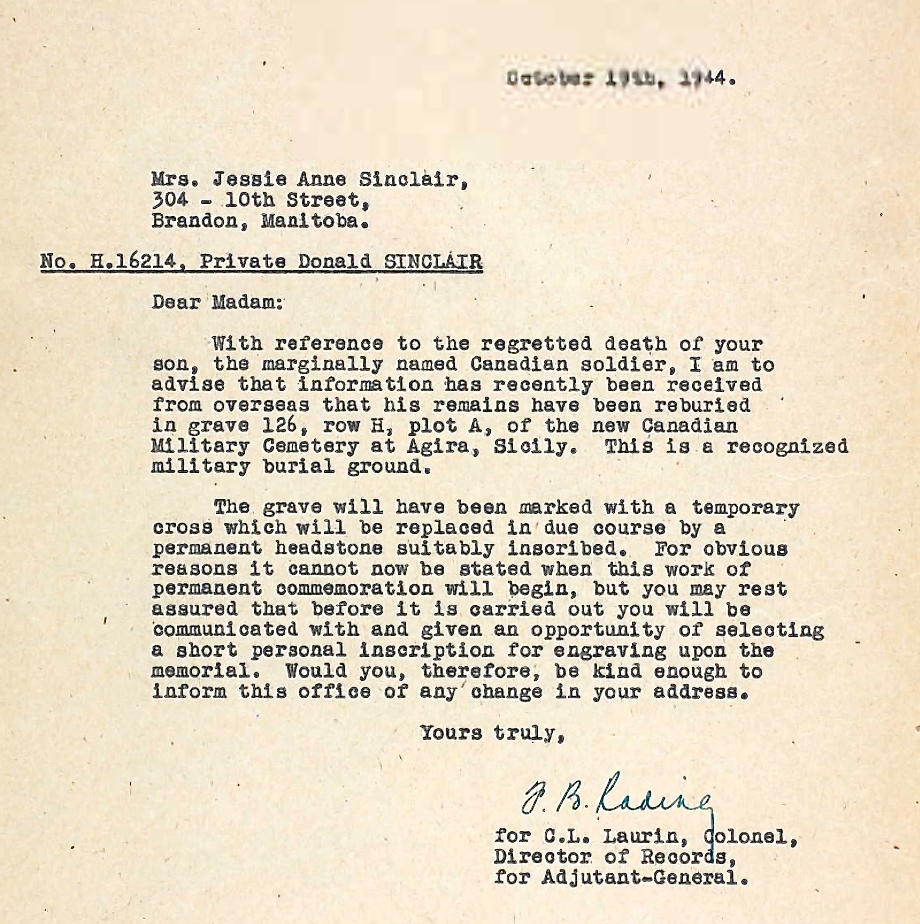 October 19th, 1944.
Mrs. Jessie Anne Sinclair,
304 - 10th Street,
Brandon, Manitoba.
No. H.16214, Private Donald SINCLAIR
Dear Madam:
With reference to the regretted death of your
son, the marginally named Canadian soldier, I am to
advise that information has recently been received
from overseas that his remains have been reburied
in grave 126, row H, plot A, of the new Canadian
Military Cemetery at Agira, Sicily. This is a recognized
military burial ground.
The grave will have been marked with a temporary
cross which will be replaced in due course by a
permanent headstone suitably inscribed. For obvious
reasons it cannot now be stated when this work of
permanent commemoration will begin, but you may rest
assured that before it is carried out you will be
communicated with and given an opportunity of selecting
a short personal inscription for engraving upon the
memorial. Would you, therefore, be kind enough to
inform this office of any change in your address.
Yours truly,
for C.L. Laurin, Colonel,
Director of Records,
for Adjutant-General.